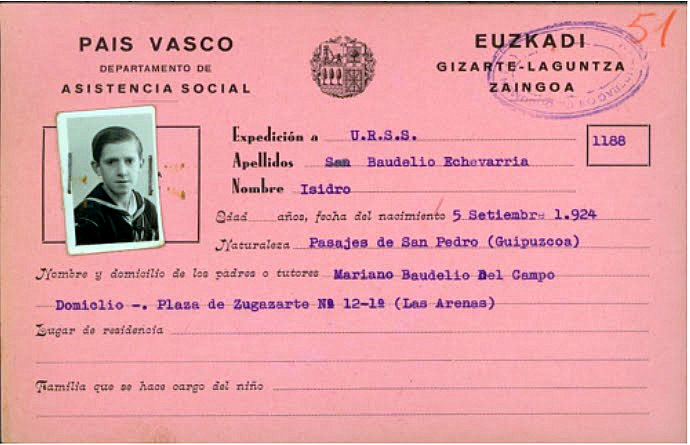 51
PAIS VASCO
DEPARTAMENTO DE
ASISTENCIA SOCIAL
EUZKADI
GIZARTE-LAGUNTZA
ZAINGOA
Expedición a U.R.S.S.
1188
Apellidos San Baudelio Echevarria
Nombre Isidro
Edad años, fecha del nacimiento 5 Setiembre 1.924
Naturaleza Pasajes de San Pedro (Guipuzcoa)
Nombre y domicilio de los padres o tutores Mariano Baudelio Del Campo
Domiclio -. Plaza de Zugazarte Nº 12-1º (Las Arenas)
Lugar de residencia
Familia que se hace cargo del niño